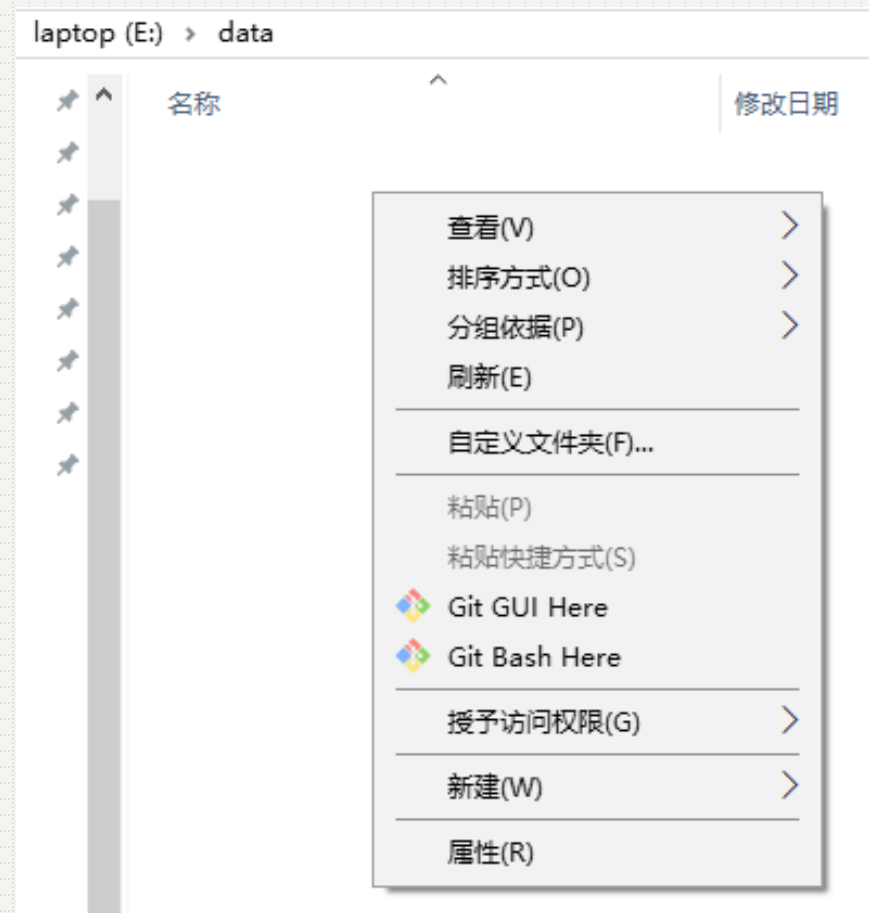 laptop (E:) > data
名称 修改日期
查看(V)
排序方式(O)
分组依据(P)
刷新(E)
自定义文件夹(F)...
粘贴(P)
粘贴快捷方式(S)
Git GUI Here
Git Bash Here
授予访问权限(G)
新建(W)
属性(R)